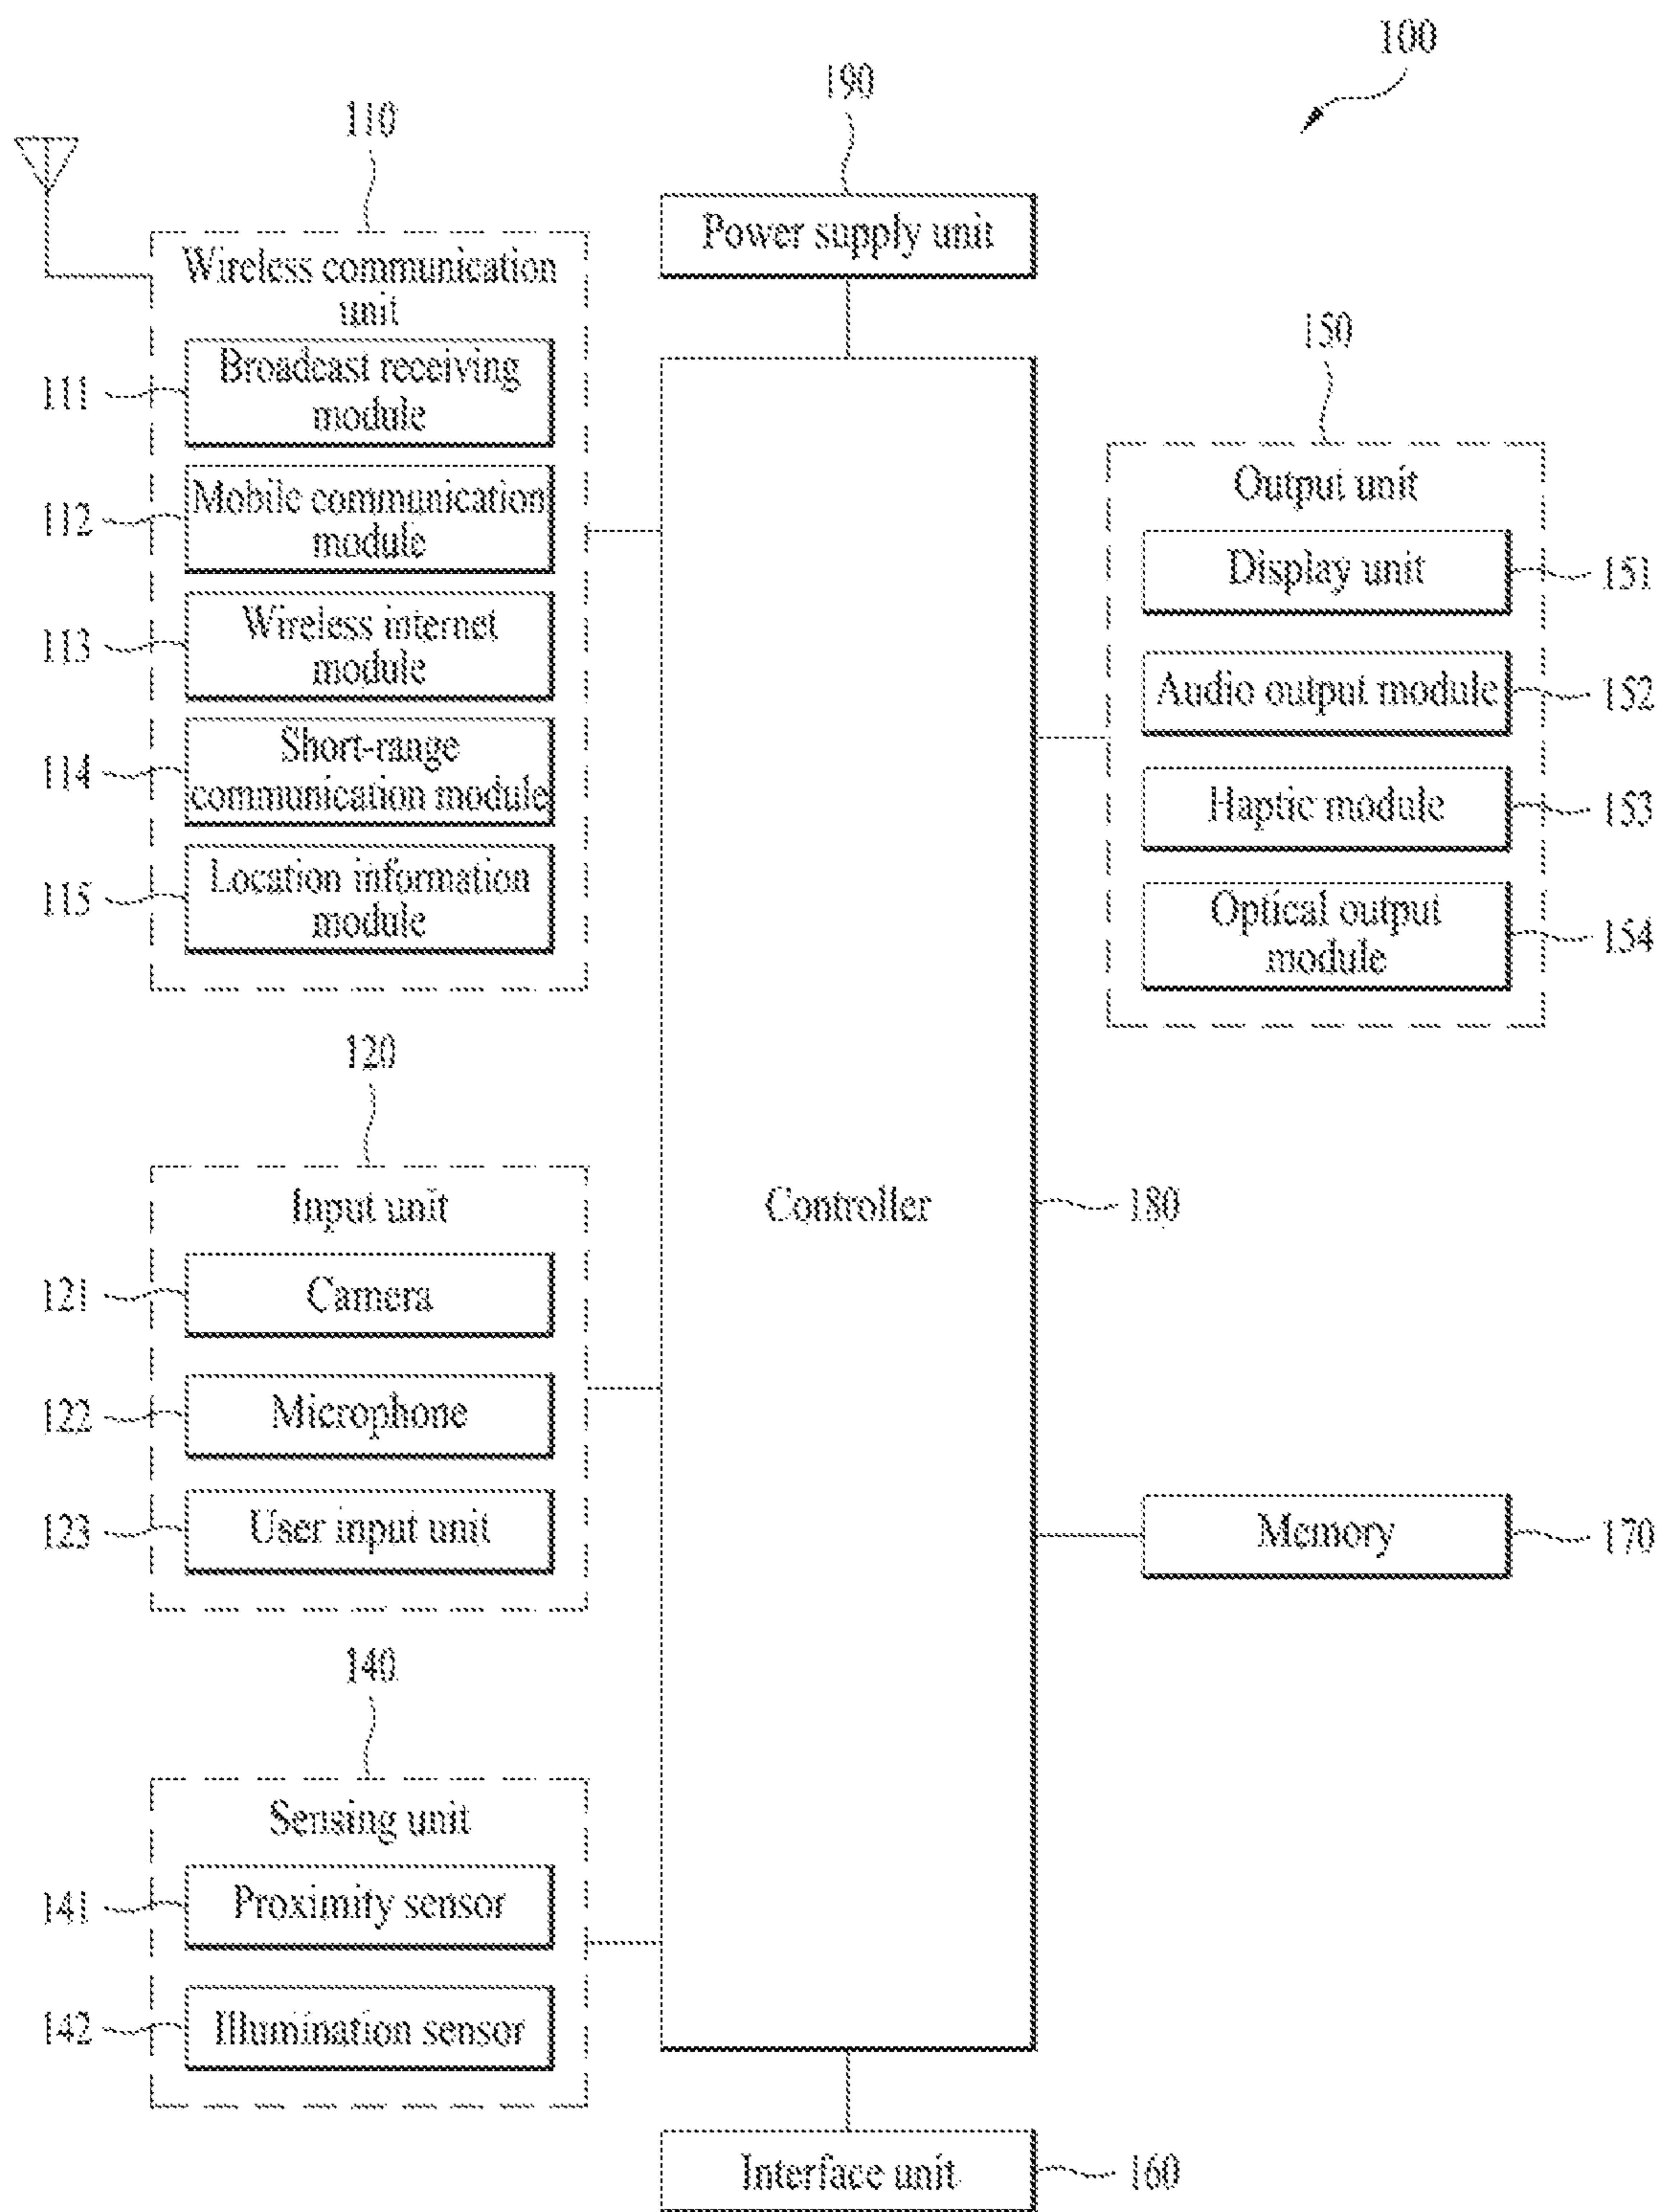 100
190
110
Power supply unit
Wireless communication
unit
150
Broadcast receiving
module
111
Output unit
Mobile communication
module
112
Display unit
151
Wireless internet
module
113
Audio output module
152
Short-range
communication module
114
Haptic module
153
Location information
module
115
Optical output
module
154
120
Input unit
Controller
180
121
Camera
122
Microphone
123
User input unit
Memory
170
140
Sensing unit
141
Proximity sensor
142
Illumination sensor
Interface unit
160